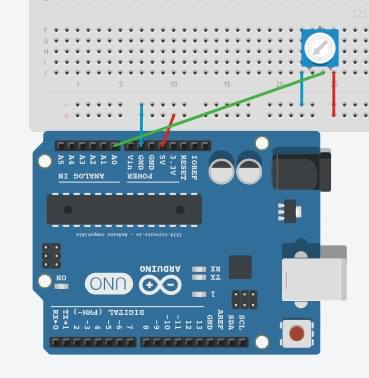 123
F
G
H
I
J
1 5 10 15 20 25
A5 A4 A3 A2 A1 A0 Vin GND GND 5V 3.3V RESET IOREF
ANALOG IN POWER
ON
UNO
ARDUINO
RX
TX
L
DIGITAL (PWM~)
RX←0 TX→1 2 ~3 4 ~5 ~6 7 8 ~9 ~10 ~11 12 13 GND AREF SDA SCL